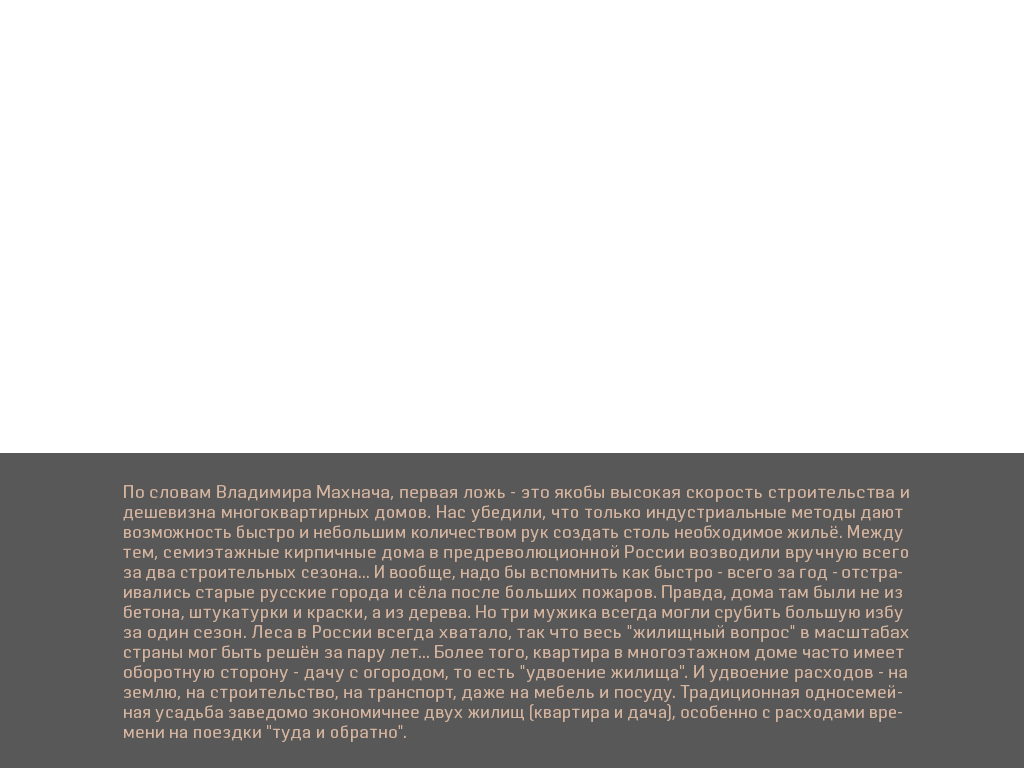 По словам Владимира Махнача, первая ложь - это якобы высокая скорость строительства и
дешевизна многоквартирных домов. Нас убедили, что только индустриальные методы дают
возможность быстро и небольшим количеством рук создать столь необходимое жильё. Между
тем, семиэтажные кирпичные дома в предреволюционной России возводили вручную всего
за два строительных сезона... И вообще, надо бы вспомнить как быстро - всего за год - отстра-
ивались старые русские города и сёла после больших пожаров. Правда, дома там были не из
бетона, штукатурки и краски, а из дерева. Но три мужика всегда могли срубить большую избу
за один сезон. Леса в России всегда хватало, так что весь "жилищный вопрос" в масштабах
страны мог быть решён за пару лет... Более того, квартира в многоэтажном доме часто имеет
оборотную сторону - дачу с огородом, то есть "удвоение жилища". И удвоение расходов - на
землю, на строительство, на транспорт, даже на мебель и посуду. Традиционная односемей-
ная усадьба заведомо экономичнее двух жилищ (квартира и дача), особенно с расходами вре-
мени на поездки "туда и обратно".